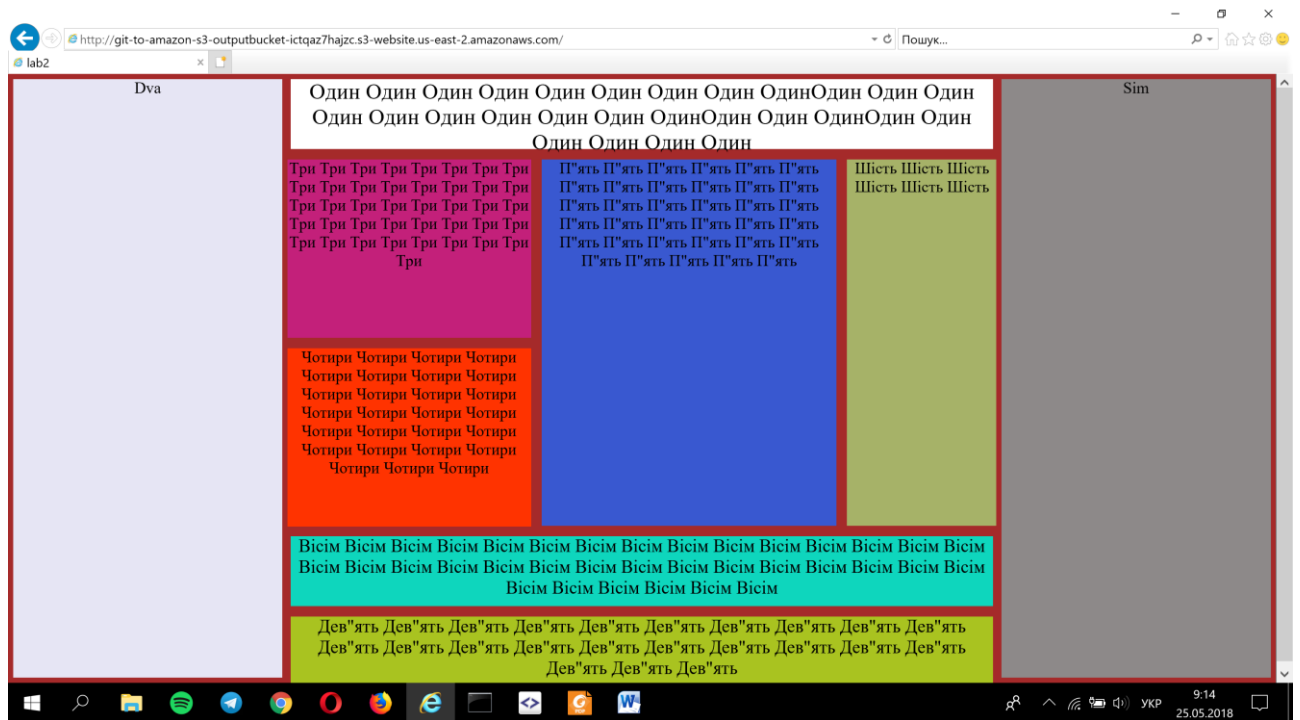 http://git-to-amazon-s3-outputbucket-ictqaz7hajzc.s3-website.us-east-2.amazonaws.com/
Пошук...
lab2
Dva
Один Один Один Один Один Один Один Один ОдинОдин Один Один
Один Один Один Один Один Один ОдинОдин Один ОдинОдин Один
Один Один Один Один
Три Три Три Три Три Три Три Три
Три Три Три Три Три Три Три Три
Три Три Три Три Три Три Три Три
Три Три Три Три Три Три Три Три
Три Три Три Три Три Три Три Три
Три
Чотири Чотири Чотири Чотири
Чотири Чотири Чотири Чотири
Чотири Чотири Чотири Чотири
Чотири Чотири Чотири Чотири
Чотири Чотири Чотири Чотири
Чотири Чотири Чотири Чотири
Чотири Чотири Чотири
П"ять П"ять П"ять П"ять П"ять П"ять
П"ять П"ять П"ять П"ять П"ять П"ять
П"ять П"ять П"ять П"ять П"ять П"ять
П"ять П"ять П"ять П"ять П"ять П"ять
П"ять П"ять П"ять П"ять П"ять П"ять
П"ять П"ять П"ять П"ять П"ять
Шість Шість Шість
Шість Шість Шість
Sim
Вісім Вісім Вісім Вісім Вісім Вісім Вісім Вісім Вісім Вісім Вісім Вісім Вісім Вісім Вісім
Вісім Вісім Вісім Вісім Вісім Вісім Вісім Вісім Вісім Вісім Вісім Вісім Вісім Вісім Вісім
Вісім Вісім Вісім Вісім Вісім Вісім
Дев"ять Дев"ять Дев"ять Дев"ять Дев"ять Дев"ять Дев"ять Дев"ять Дев"ять Дев"ять
Дев"ять Дев"ять Дев"ять Дев"ять Дев"ять Дев"ять Дев"ять Дев"ять Дев"ять Дев"ять
Дев"ять Дев"ять Дев"ять
УКР
9:14
25.05.2018